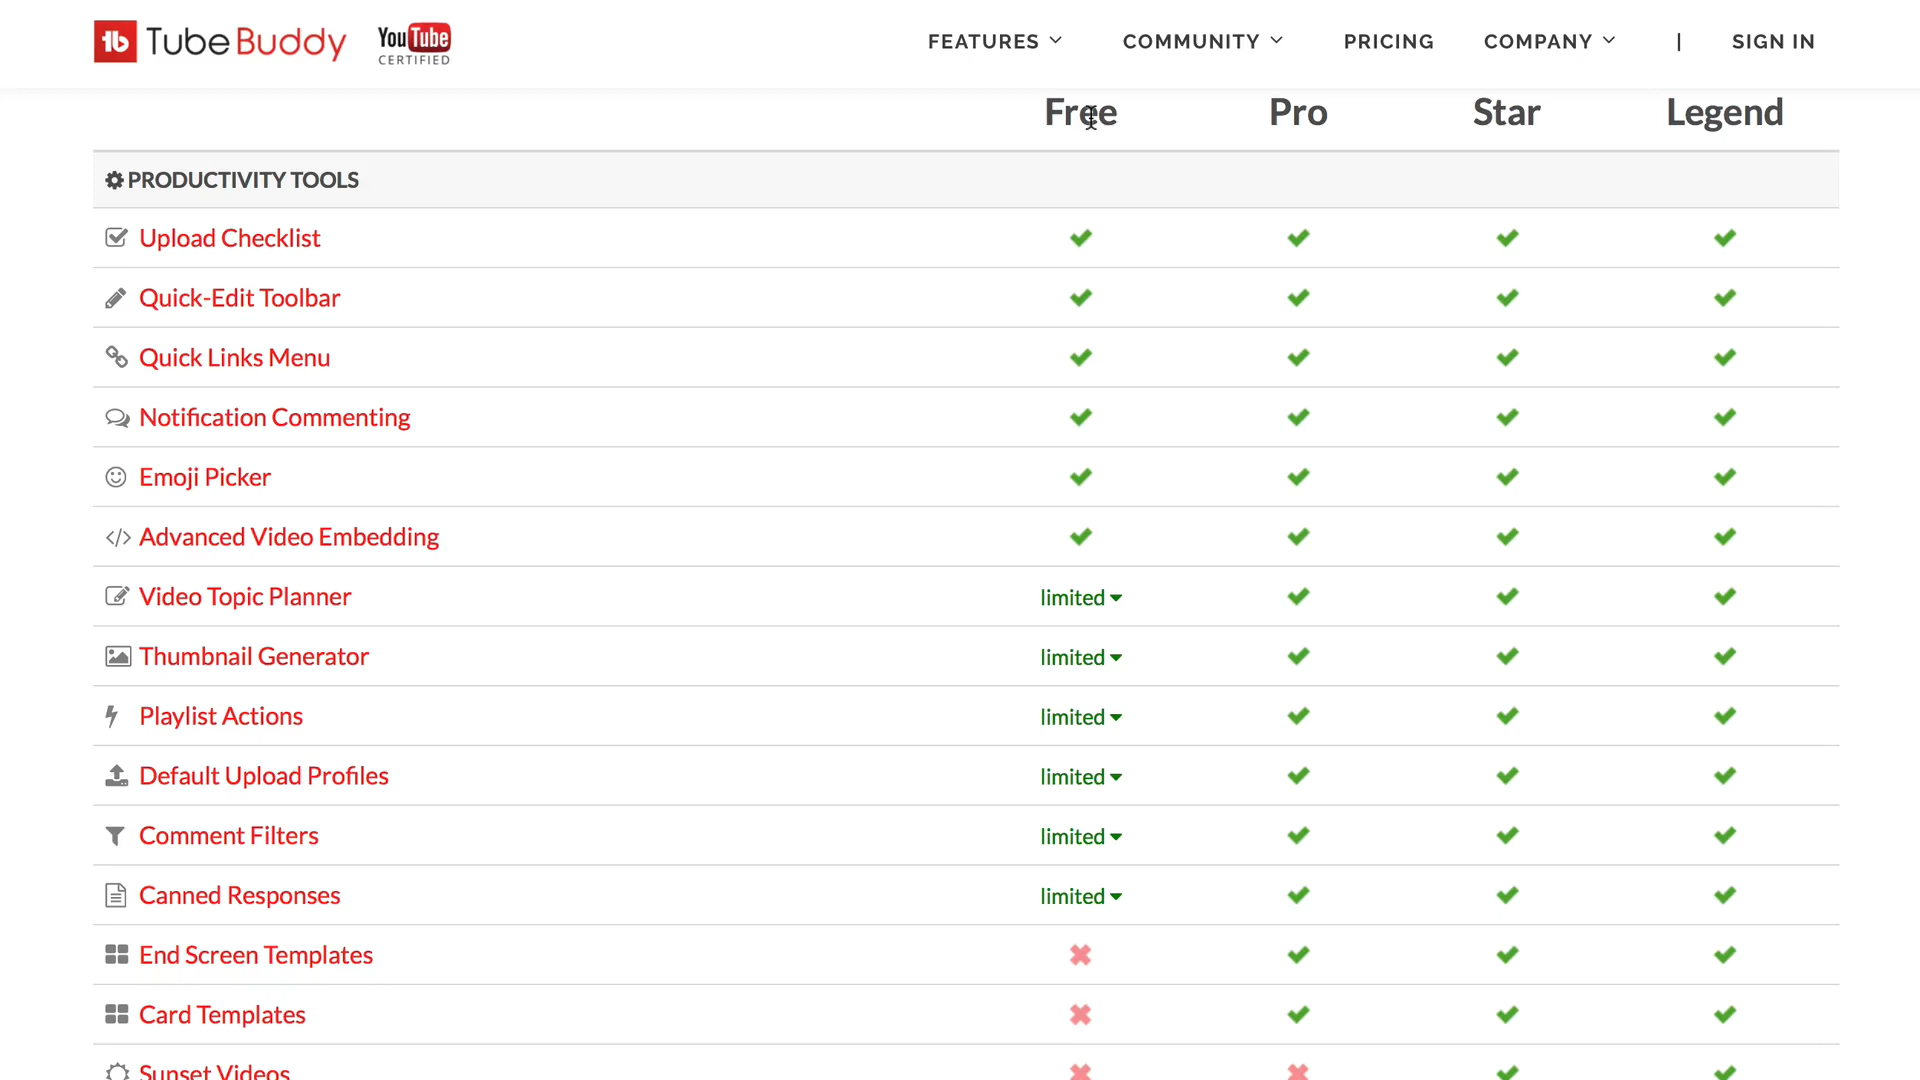 TubeBuddy YouTube CERTIFIED FEATURES COMMUNITY PRICING COMPANY | SIGN IN
Free Pro Star Legend
PRODUCTIVITY TOOLS
Upload Checklist
Quick-Edit Toolbar
Quick Links Menu
Notification Commenting
Emoji Picker
Advanced Video Embedding
Video Topic Planner limited
Thumbnail Generator limited
Playlist Actions limited
Default Upload Profiles limited
Comment Filters limited
Canned Responses limited
End Screen Templates
Card Templates
Sunset Videos